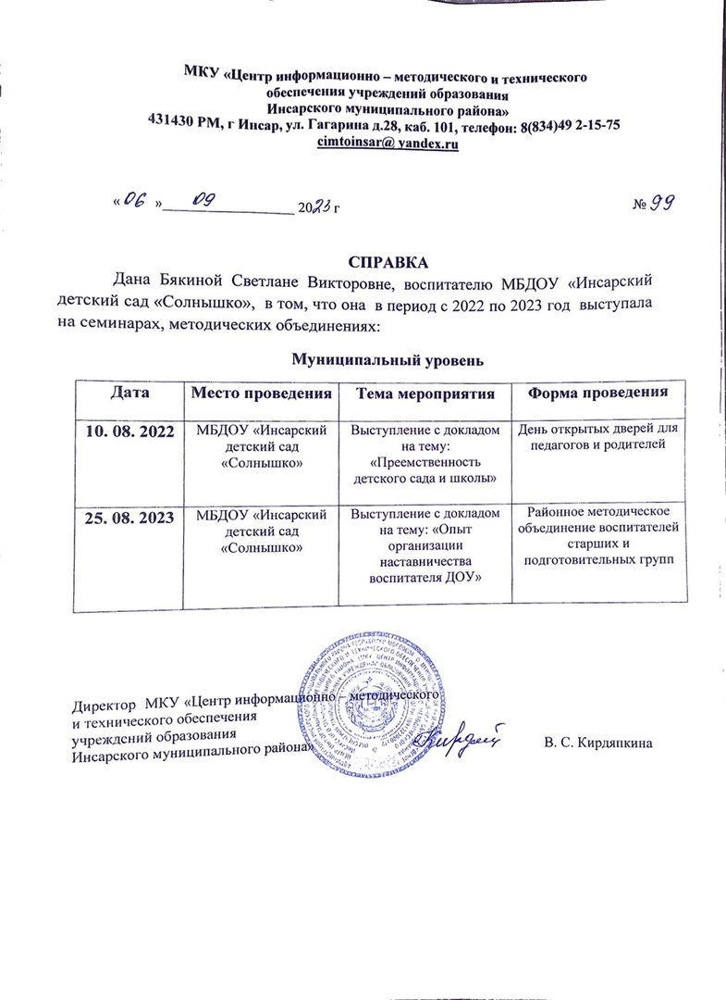 МКУ «Центр информационно – методического и технического
обеспечения учреждений образования
Инсарского муниципального района»
431430 РМ, г Инсар, ул. Гагарина д.28, каб. 101, телефон: 8(834)49 2-15-75
cimtoinsar@ yandex.ru
« 06 » 09 2023 г № 99
СПРАВКА
Дана Бякиной Светлане Викторовне, воспитателю МБДОУ «Инсарский
детский сад «Солнышко», в том, что она в период с 2022 по 2023 год выступала
на семинарах, методических объединениях:
Муниципальный уровень
Дата Место проведения Тема мероприятия Форма проведения
10. 08. 2022 МБДОУ «Инсарский Выступление с докладом День открытых дверей для
детский сад на тему: педагогов и родителей
«Солнышко» «Преемственность
детского сада и школы»
25. 08. 2023 МБДОУ «Инсарский Выступление с докладом Районное методическое
детский сад на тему: «Опыт объединение воспитателей
«Солнышко» организации старших и
наставничества подготовительных групп
воспитателя ДОУ»
Директор МКУ «Центр информационно – методического
и технического обеспечения
учреждений образования
Инсарского муниципального района» В. С. Кирдяпкина